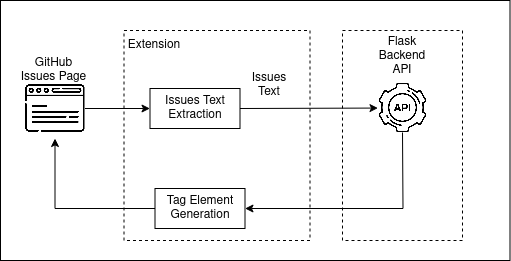 GitHub
Issues Page
Extension
Issues Text
Extraction
Issues
Text
Flask
Backend
API
API
Tag Element
Generation